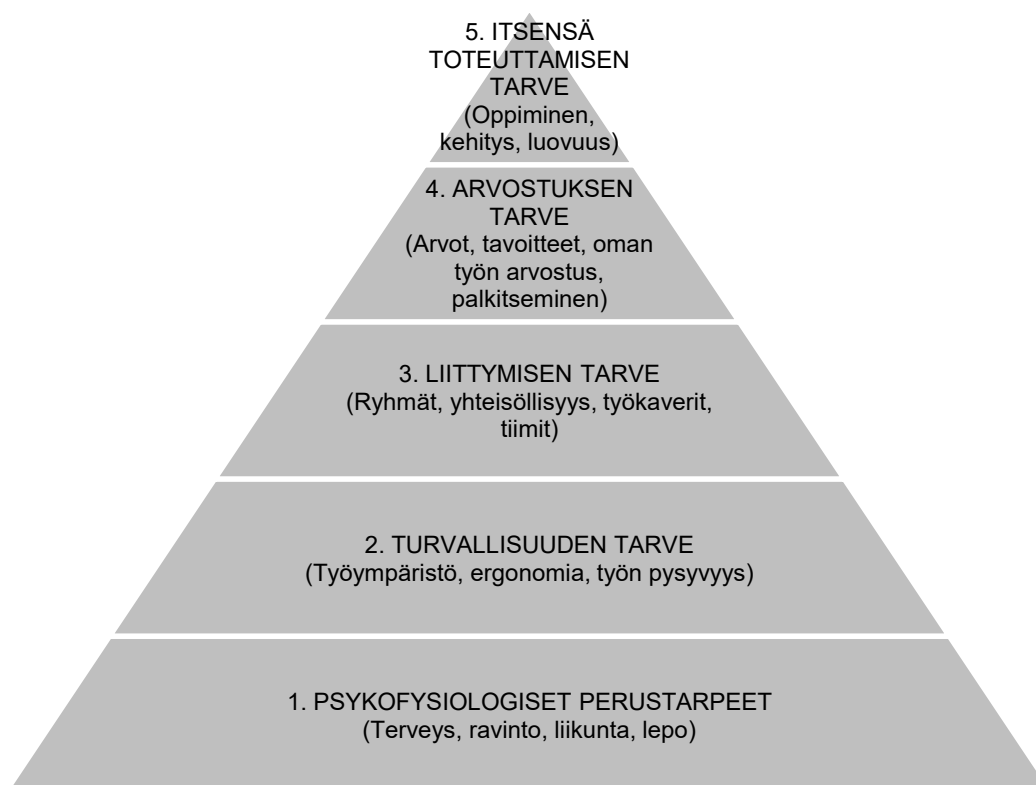 5. ITSENSÄ
TOTEUTTAMISEN
TARVE
(Oppiminen,
kehitys, luovuus)
4. ARVOSTUKSEN
TARVE
(Arvot, tavoitteet, oman
työn arvostus,
palkitseminen)
3. LIITTYMISEN TARVE
(Ryhmät, yhteisöllisyys, työkaverit,
tiimit)
2. TURVALLISUUDEN TARVE
(Työympäristö, ergonomia, työn pysyvyys)
1. PSYKOFYSIOLOGISET PERUSTARPEET
(Terveys, ravinto, liikunta, lepo)